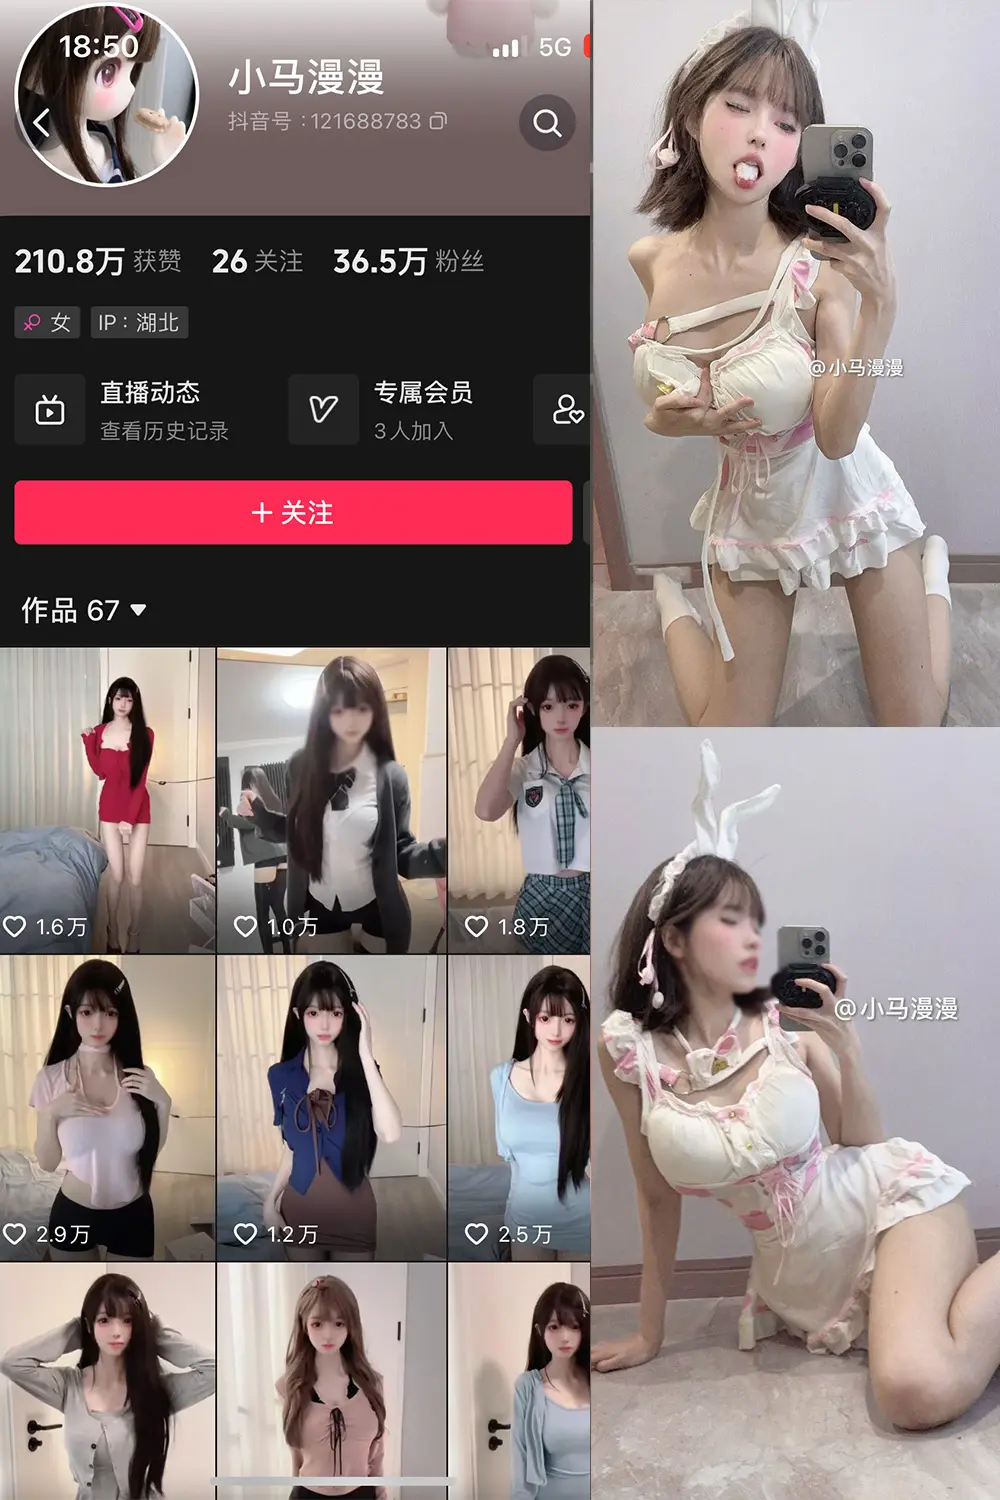 18:50
5G
小马漫漫
抖音号：121688783
210.8万 获赞 26 关注 36.5万 粉丝
女 IP：湖北
直播动态
查看历史记录
专属会员
3人加入
+ 关注
作品 67
1.6万
1.0万
1.8万
2.9万
1.2万
2.5万
@小马漫漫
@小马漫漫